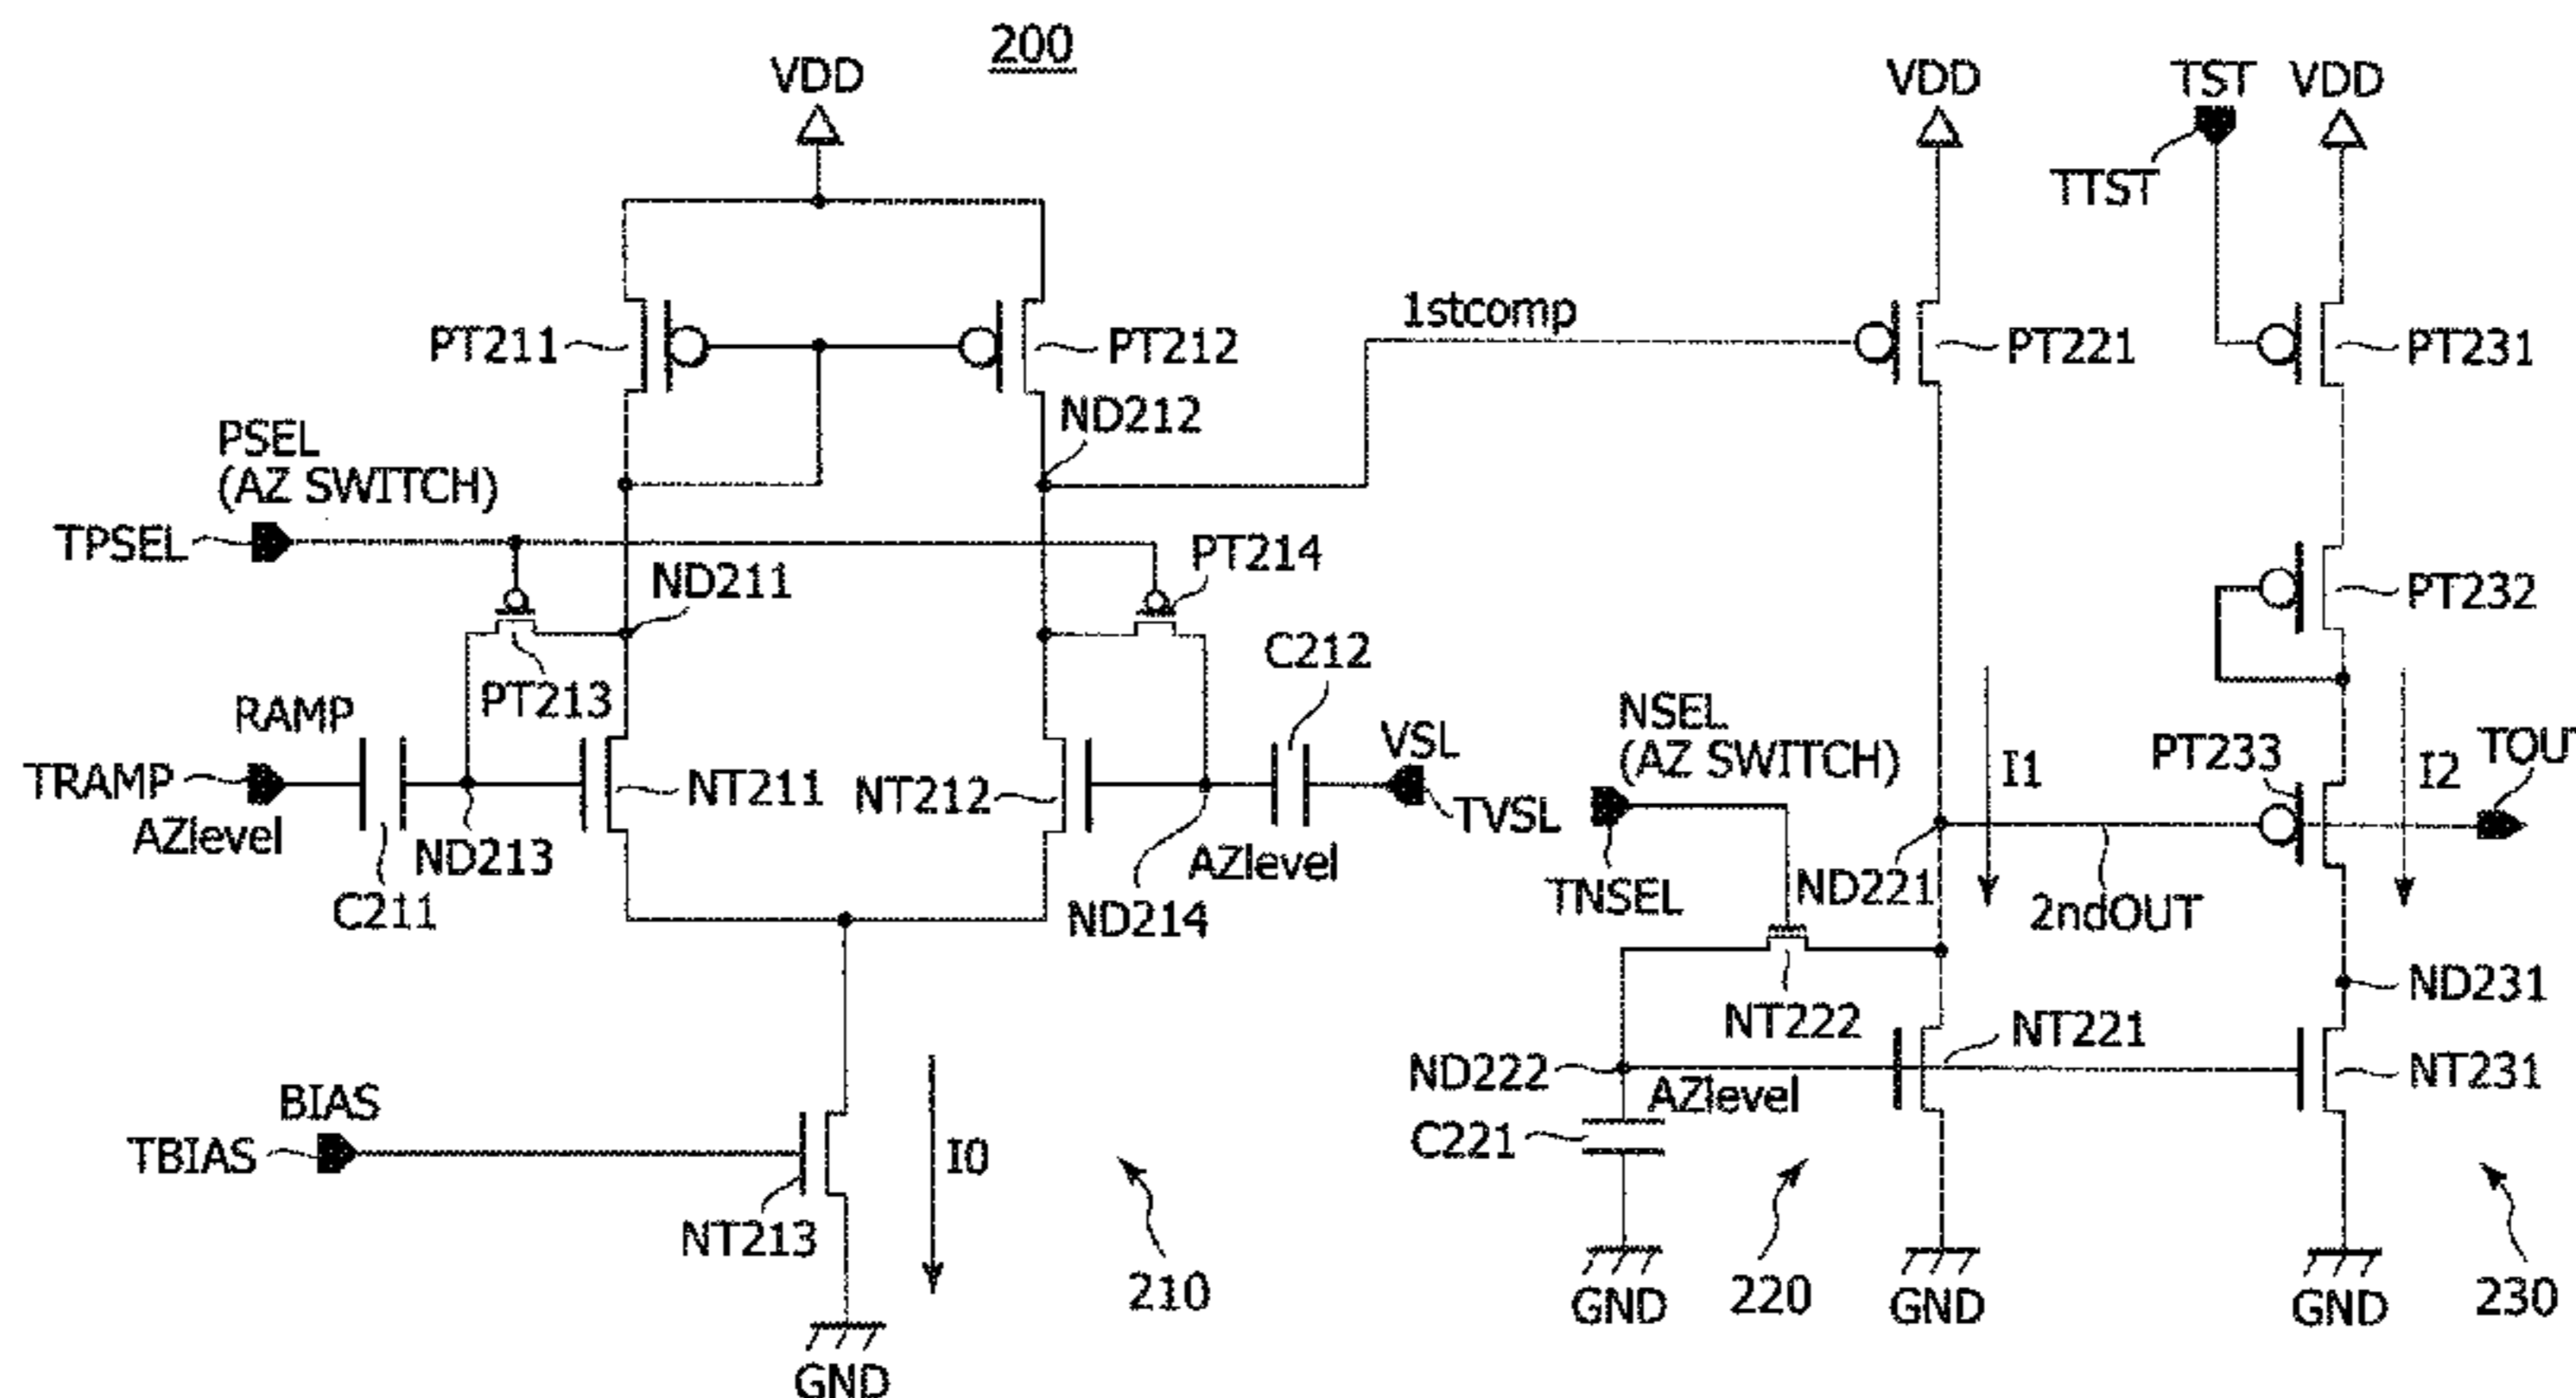 200
VDD
VDD
TST
VDD
TTST
PT211
PT212
1stcomp
PT221
PT231
ND212
PSEL
(AZ SWITCH)
TPSEL
ND211
PT214
PT232
PT213
C212
RAMP
TRAMP
AZlevel
ND213
C211
NT211
NT212
VSL
TVSL
AZlevel
ND214
NSEL
(AZ SWITCH)
TNSEL
I1
PT233
I2
TOUT
ND221
2ndOUT
NT222
ND231
ND222
NT221
AZlevel
NT231
C221
BIAS
TBIAS
I0
NT213
210
GND
GND
220
GND
GND
230